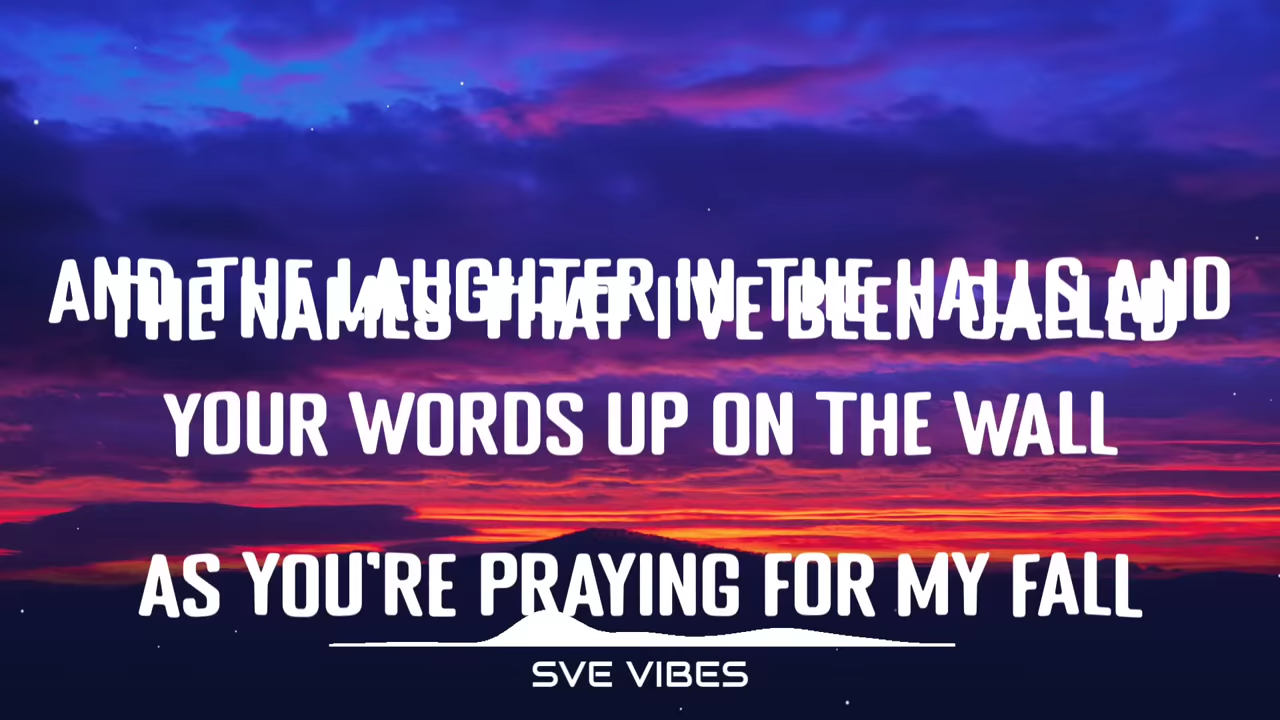 AND THE LAUGHTER IN THE HALLS AND
THE NAMES THAT I'VE BEEN CALLED
YOUR WORDS UP ON THE WALL
AS YOU'RE PRAYING FOR MY FALL
SVE VIBES